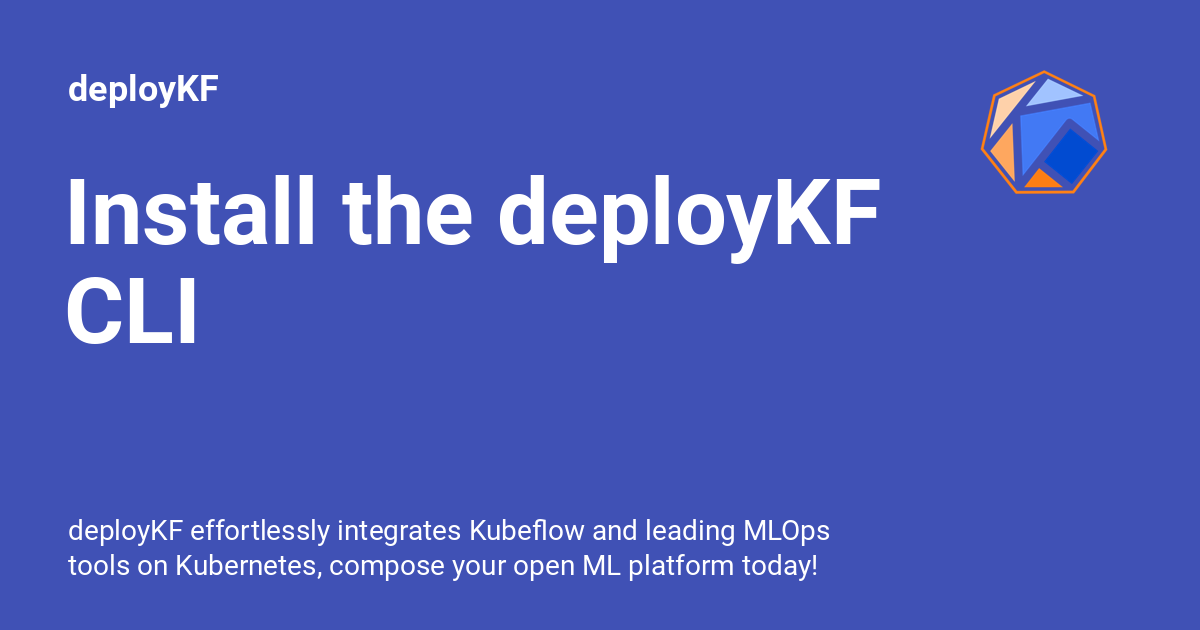 deployKF
Install the deployKF
CLI
deployKF effortlessly integrates Kubeflow and leading MLOps
tools on Kubernetes, compose your open ML platform today!